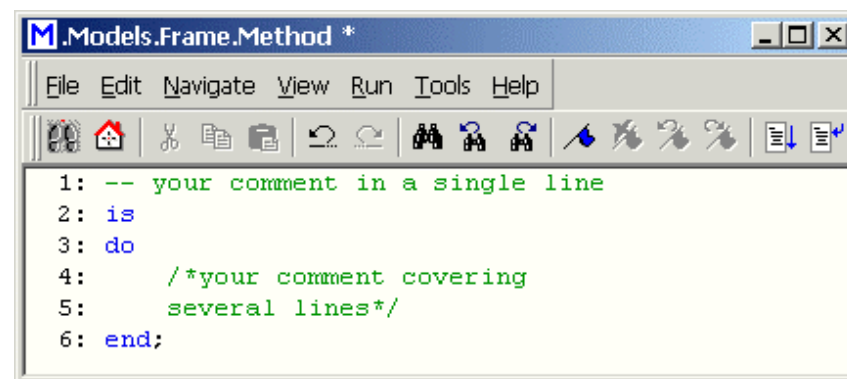 M .Models.Frame.Method *
File Edit Navigate View Run Tools Help
1: -- your comment in a single line
2: is
3: do
4: /*your comment covering
5: several lines*/
6: end;